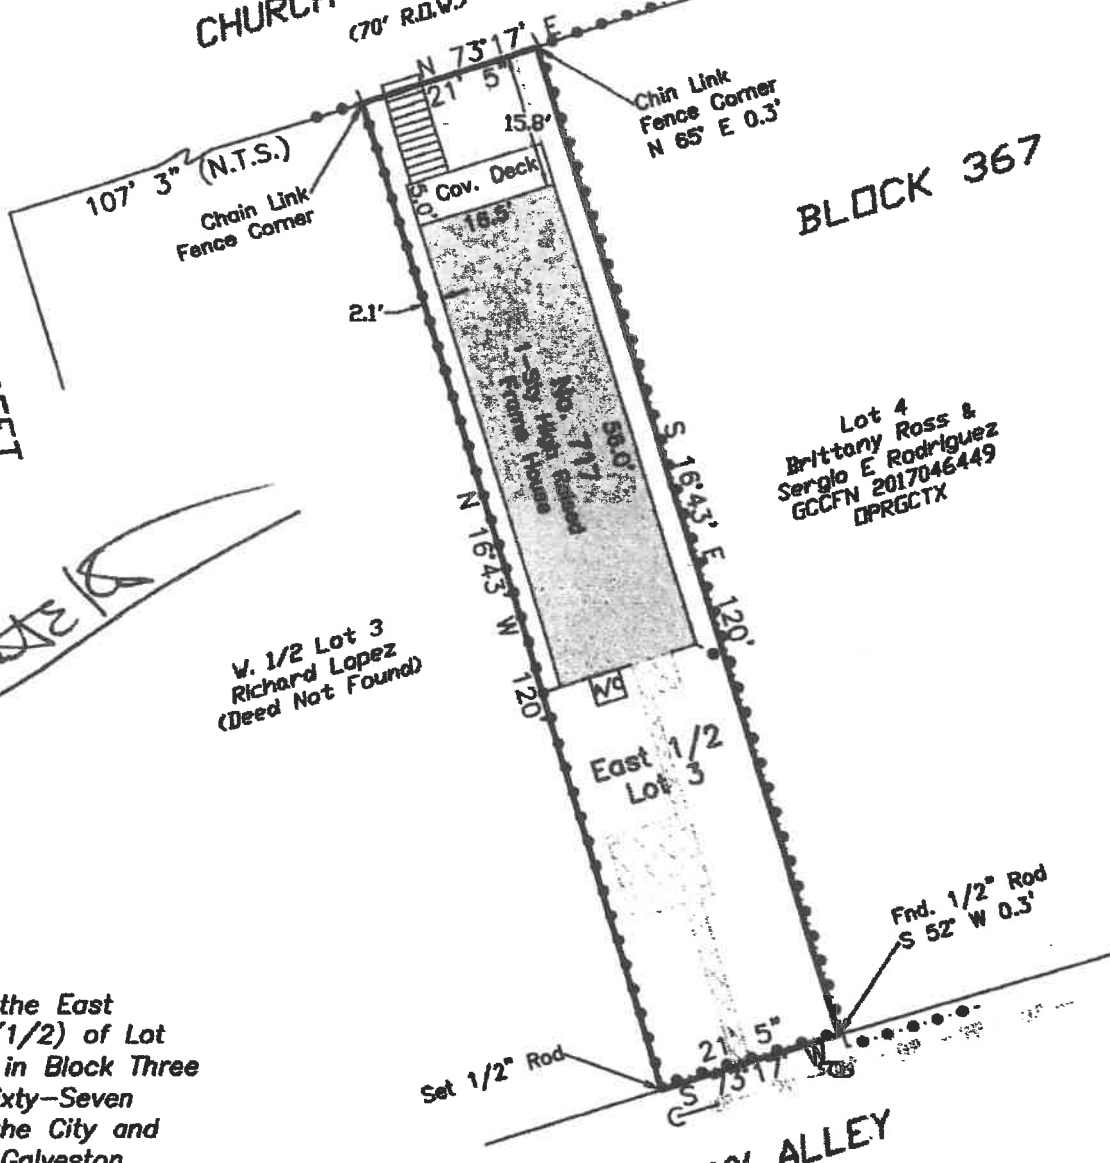 CHURCH
(70' R.O.W.)
N 73°17' E
21' 5"
Chin Link
Fence Corner
N 65° E 0.3'
15.8'
107' 3" (N.T.S.)
Chain Link
Fence Corner
Cov. Deck
5.0'
16.5'
BLOCK 367
2.1'
No. 717
1-Sty High Raised
Frame House
56.0'
S 16°43' E 120'
Lot 4
Brittany Ross &
Sergio E Rodriguez
GCCFN 2017046449
OPRGCTX
N 16°43' W 120'
W. 1/2 Lot 3
Richard Lopez
(Deed Not Found)
East 1/2
Lot 3
Fnd. 1/2" Rod
S 52° W 0.3'
Set 1/2" Rod
21' 5"
S 73°17'
the East
(1/2) of Lot
in Block Three
xty-Seven
the City and
Galveston
ALLEY